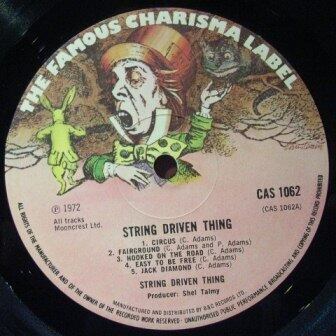 THE FAMOUS CHARISMA LABEL
℗ 1972
All tracks
Mooncrest Ltd.
CAS 1062
(CAS 1062A)
STRING DRIVEN THING
1. CIRCUS (C. Adams)
2. FAIRGROUND (C. Adams and P. Adams)
3. HOOKED ON THE ROAD (C. Adams)
4. EASY TO BE FREE (C. Adams)
5. JACK DIAMOND (C. Adams)
STRING DRIVEN THING
Producer: Shel Talmy
MANUFACTURED AND DISTRIBUTED BY B&C RECORDS LTD.
ALL RIGHTS OF THE MANUFACTURER AND OF THE OWNER OF THE RECORDED WORK RESERVED - UNAUTHORISED PUBLIC PERFORMANCE, BROADCASTING AND COPYING OF THIS RECORD PROHIBITED